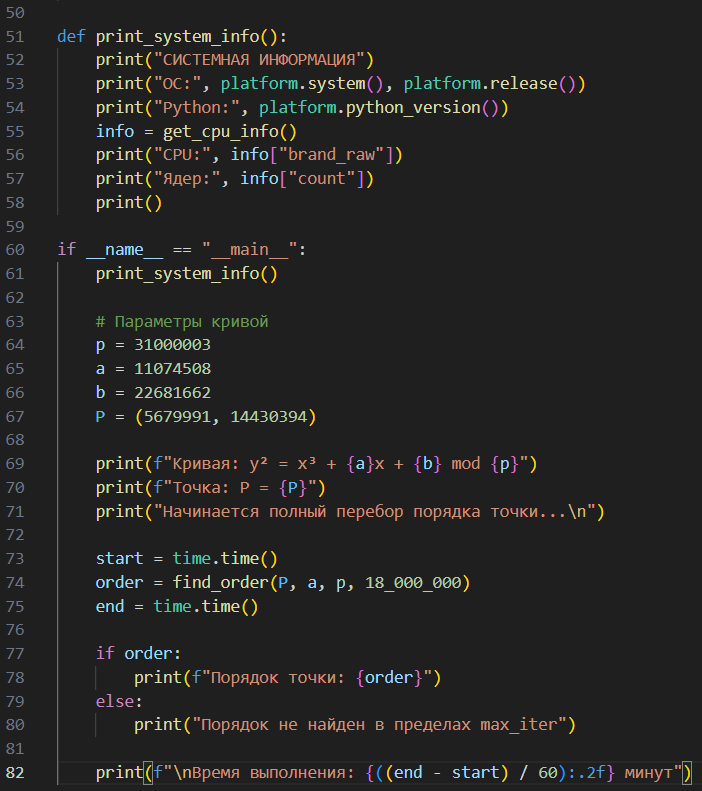 50
51 def print_system_info():
52     print("СИСТЕМНАЯ ИНФОРМАЦИЯ")
53     print("ОС:", platform.system(), platform.release())
54     print("Python:", platform.python_version())
55     info = get_cpu_info()
56     print("CPU:", info["brand_raw"])
57     print("Ядер:", info["count"])
58     print()
59
60 if __name__ == "__main__":
61     print_system_info()
62
63     # Параметры кривой
64     p = 31000003
65     a = 11074508
66     b = 22681662
67     P = (5679991, 14430394)
68
69     print(f"Кривая: y² = x³ + {a}x + {b} mod {p}")
70     print(f"Точка: P = {P}")
71     print("Начинается полный перебор порядка точки...\n")
72
73     start = time.time()
74     order = find_order(P, a, p, 18_000_000)
75     end = time.time()
76
77     if order:
78         print(f"Порядок точки: {order}")
79     else:
80         print("Порядок не найден в пределах max_iter")
81
82     print(f"\nВремя выполнения: {((end - start) / 60):.2f} минут")